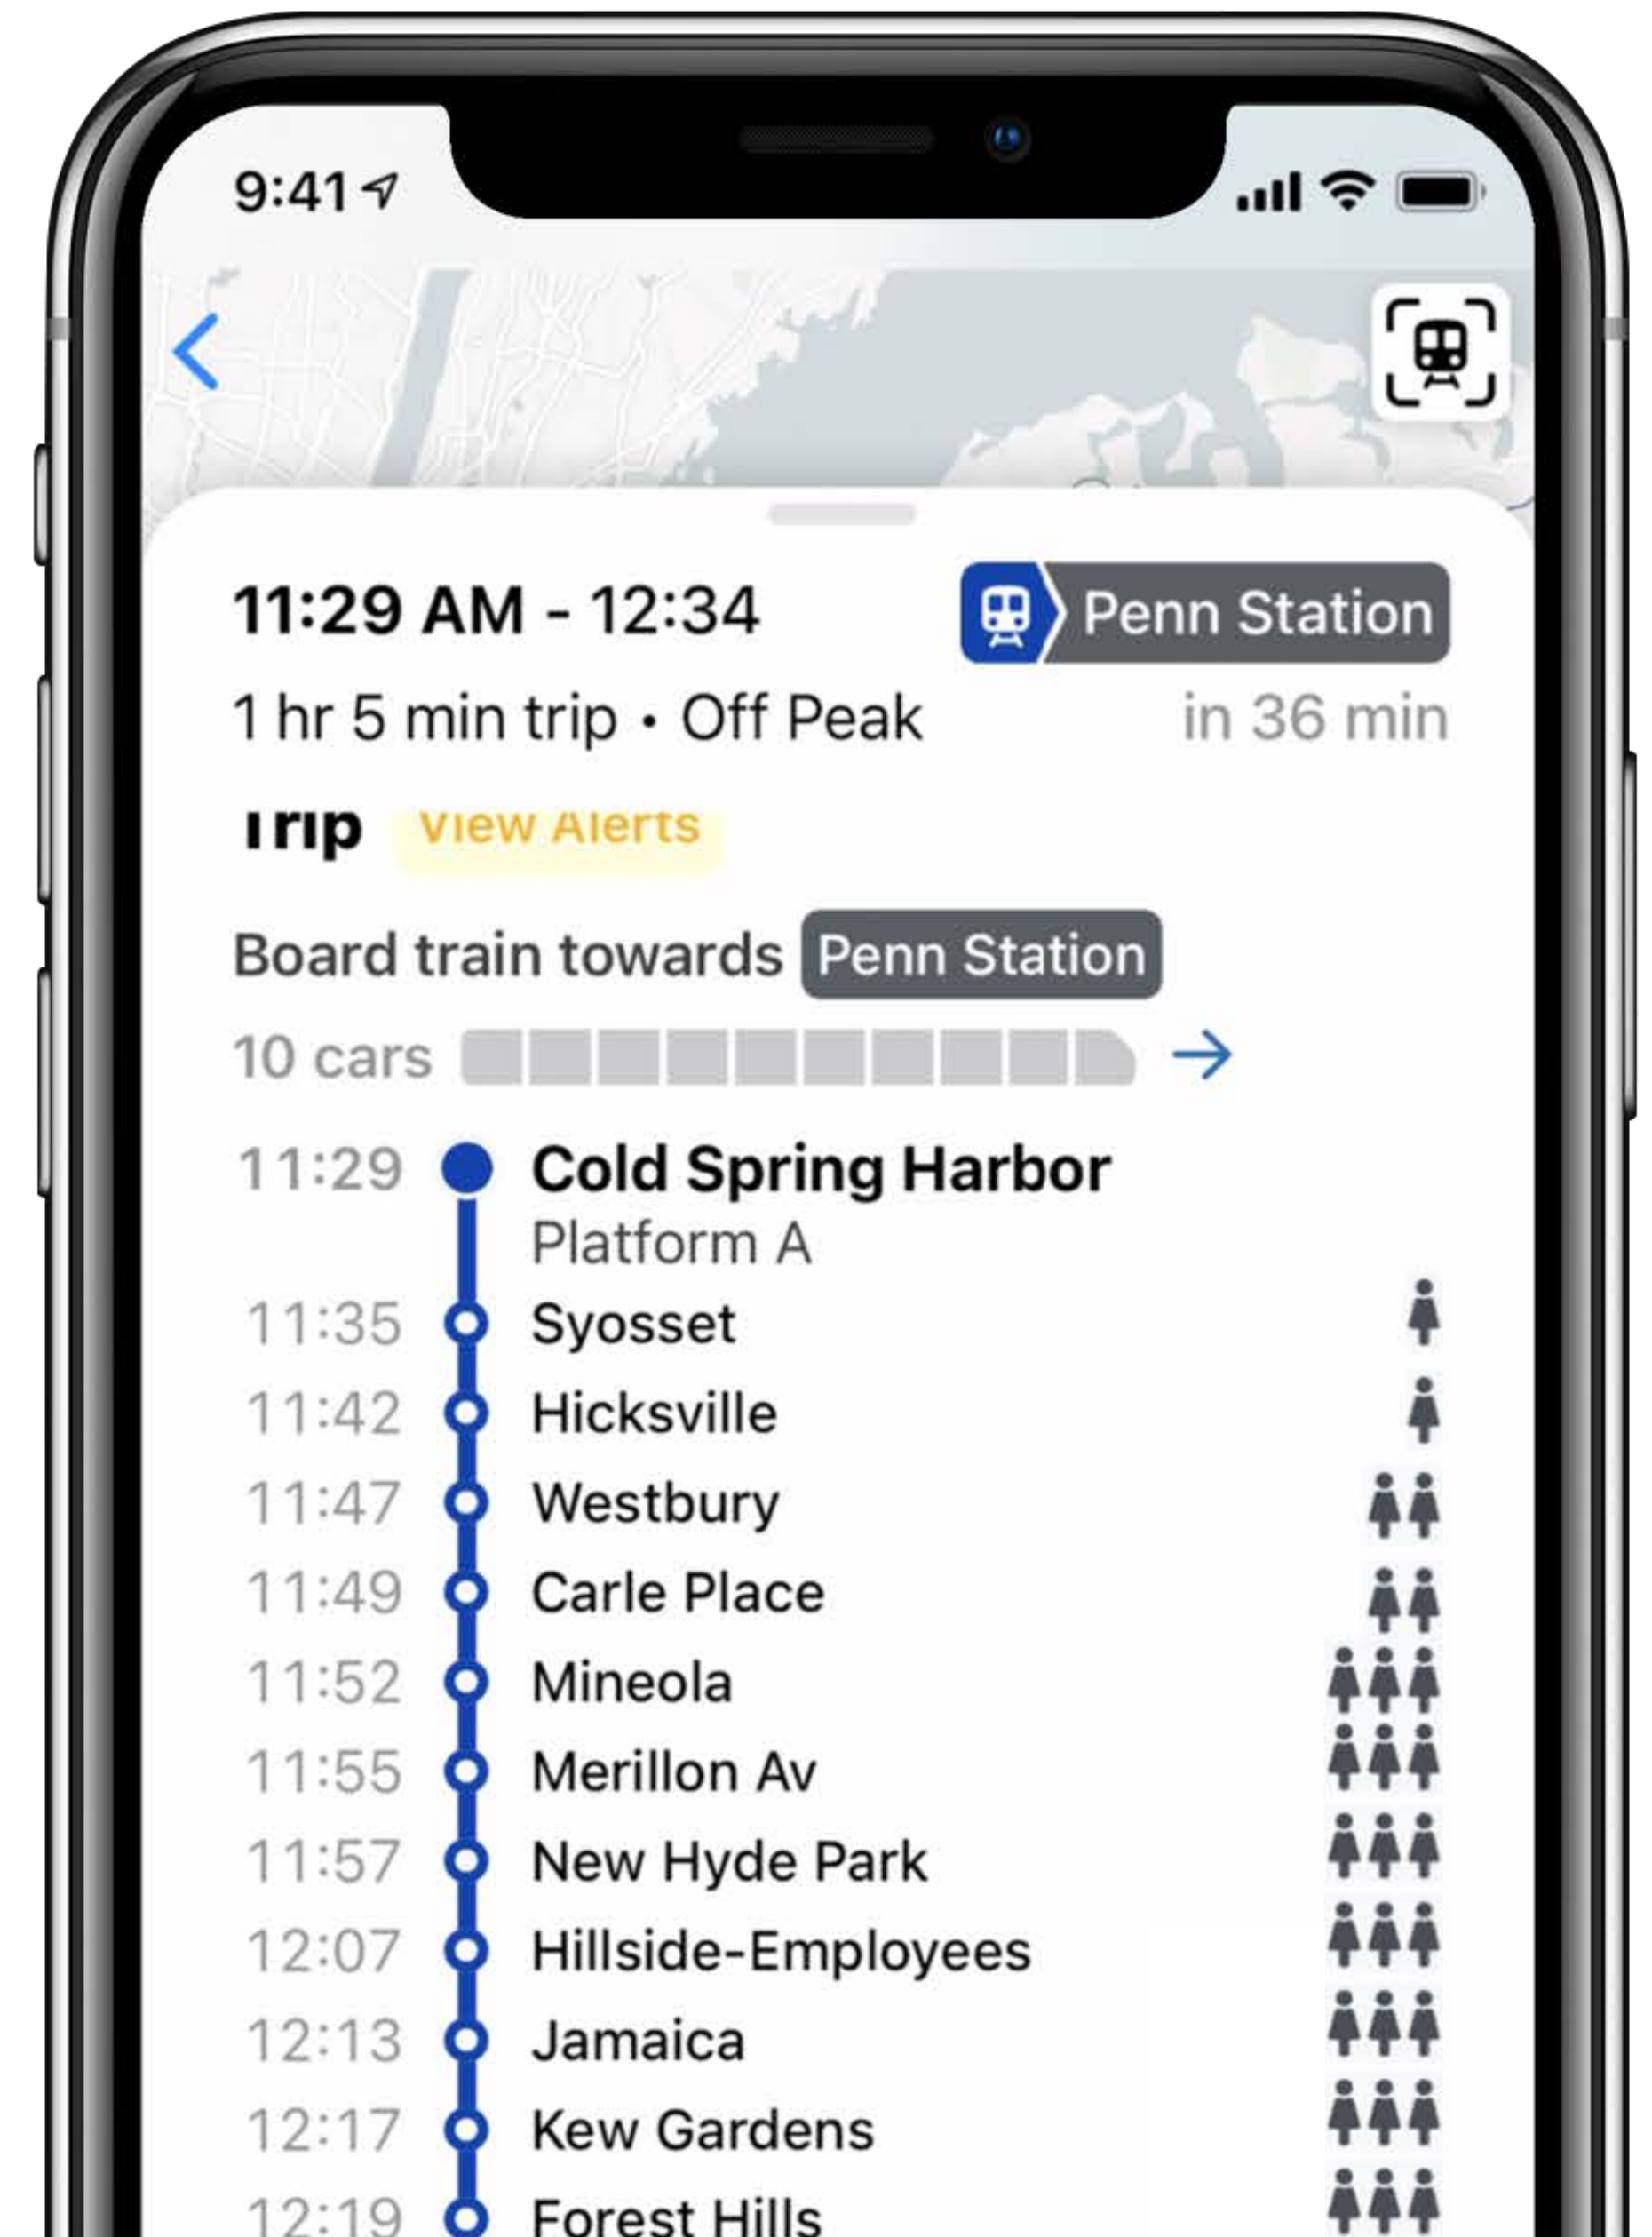 9:41
11:29 AM - 12:34
Penn Station
1 hr 5 min trip • Off Peak
in 36 min
Trip View Alerts
Board train towards Penn Station
10 cars
11:29 Cold Spring Harbor
Platform A
11:35 Syosset
11:42 Hicksville
11:47 Westbury
11:49 Carle Place
11:52 Mineola
11:55 Merillon Av
11:57 New Hyde Park
12:07 Hillside-Employees
12:13 Jamaica
12:17 Kew Gardens
12:19 Forest Hills